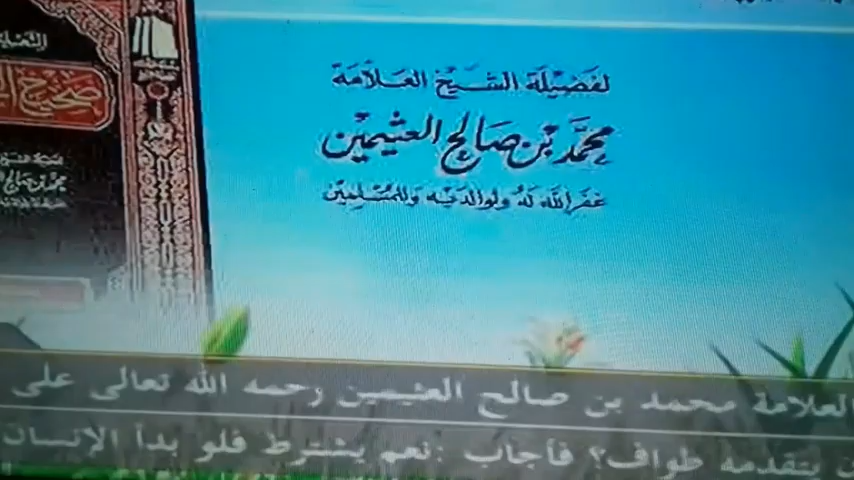 لفضيلة الشيخ العلامة
محمد بن صالح العثيمين
غفر الله له ولوالديه وللمسلمين
صحيح
العلامة محمد بن صالح العثيمين رحمه الله تعالى على
يتقدمه طواف؟ فأجاب :نعم يشترط فلو بدأ الإنسان